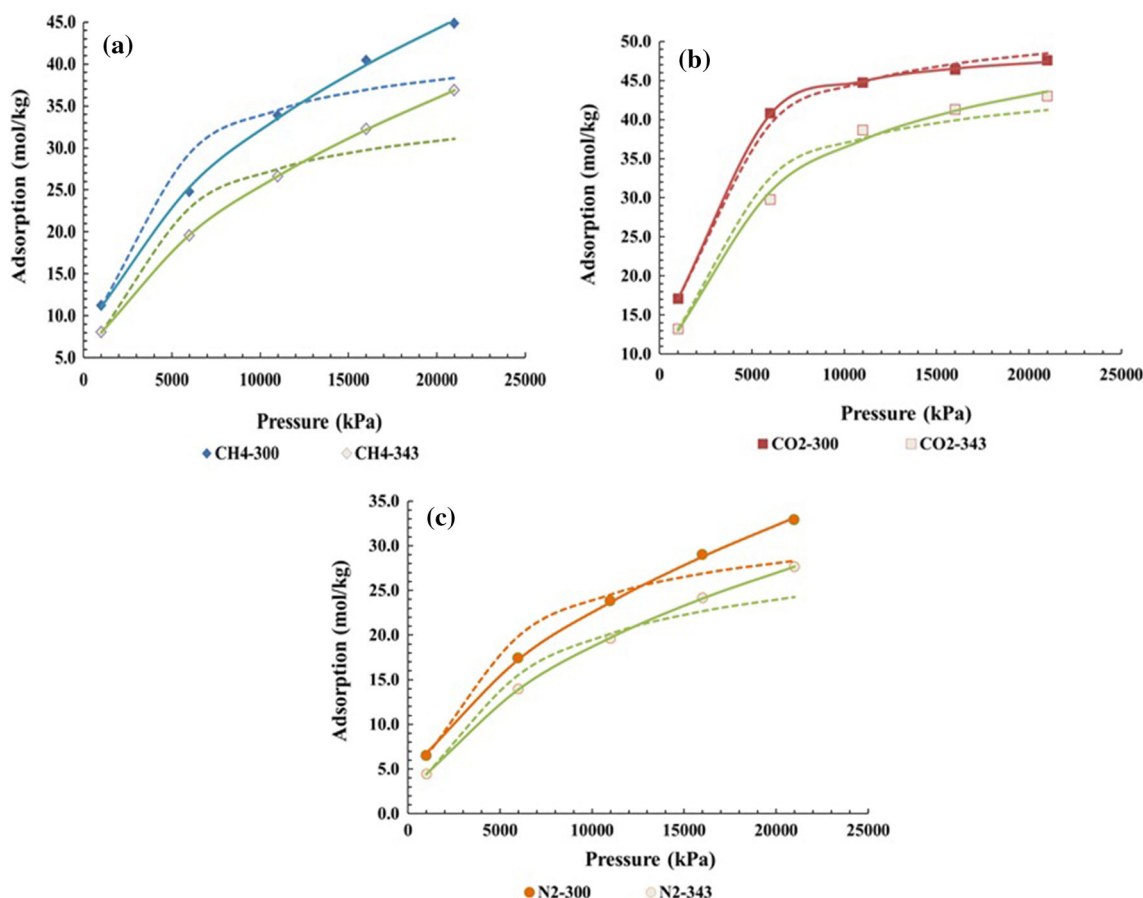 (a)
Adsorption (mol/kg)
45.0
40.0
35.0
30.0
25.0
20.0
15.0
10.0
5.0
0 5000 10000 15000 20000 25000
Pressure (kPa)
CH4-300 CH4-343
(b)
Adsorption (mol/kg)
50.0
45.0
40.0
35.0
30.0
25.0
20.0
15.0
10.0
0 5000 10000 15000 20000 25000
Pressure (kPa)
CO2-300 CO2-343
(c)
Adsorption (mol/kg)
35.0
30.0
25.0
20.0
15.0
10.0
5.0
0.0
0 5000 10000 15000 20000 25000
Pressure (kPa)
N2-300 N2-343